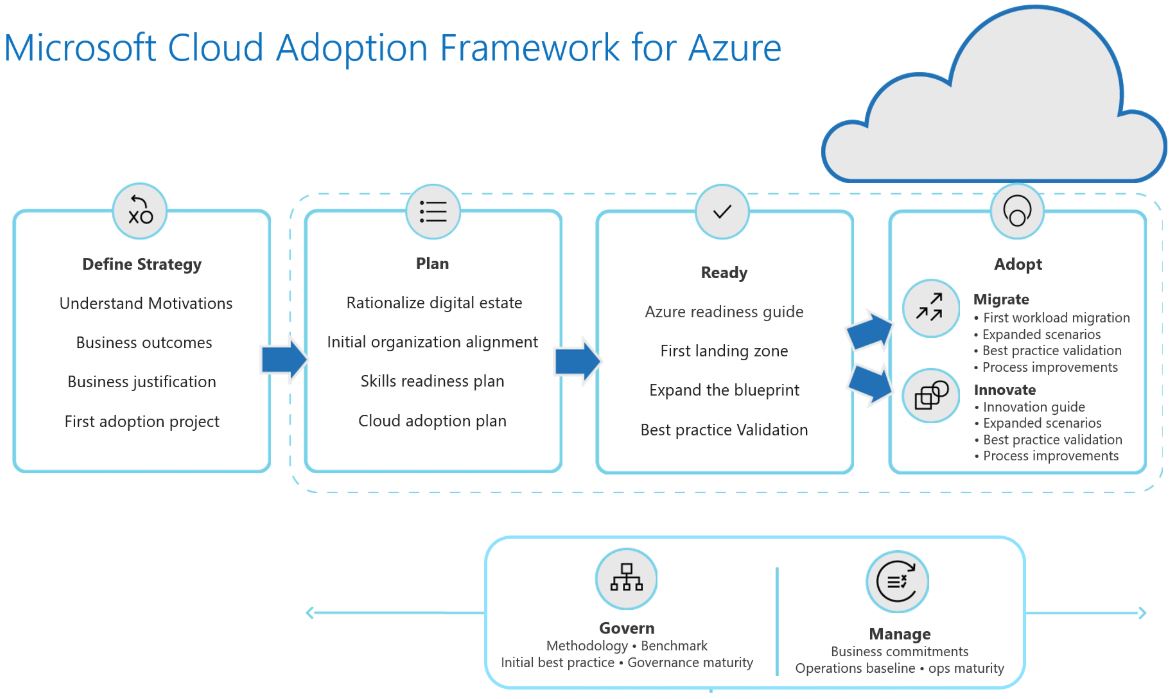 Microsoft Cloud Adoption Framework for Azure
XO
Define Strategy
Understand Motivations
Business outcomes
Business justification
First adoption project
Plan
Rationalize digital estate
Initial organization alignment
Skills readiness plan
Cloud adoption plan
Ready
Azure readiness guide
First landing zone
Expand the blueprint
Best practice Validation
Adopt
Migrate
• First workload migration
• Expanded scenarios
• Best practice validation
• Process improvements
Innovate
• Innovation guide
• Expanded scenarios
• Best practice validation
• Process improvements
Govern
Methodology • Benchmark
Initial best practice • Governance maturity
Manage
Business commitments
Operations baseline • ops maturity